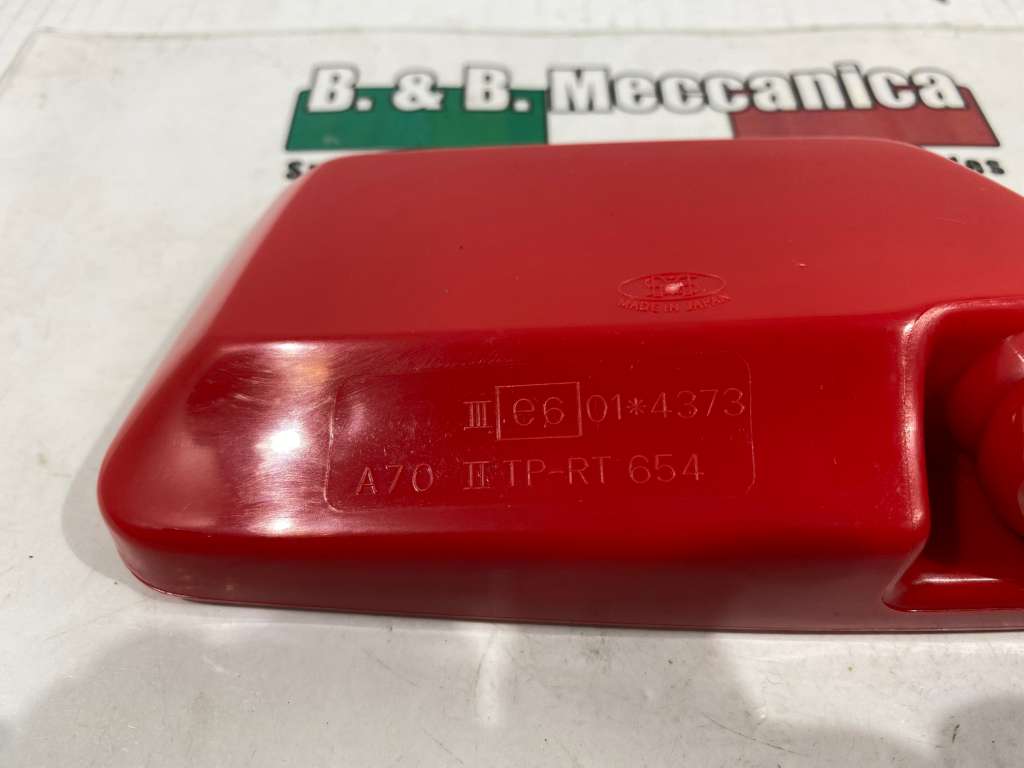 B. & B. Meccanica
MADE IN JAPAN
III e6 01*4373
A70 II TP-RT 654